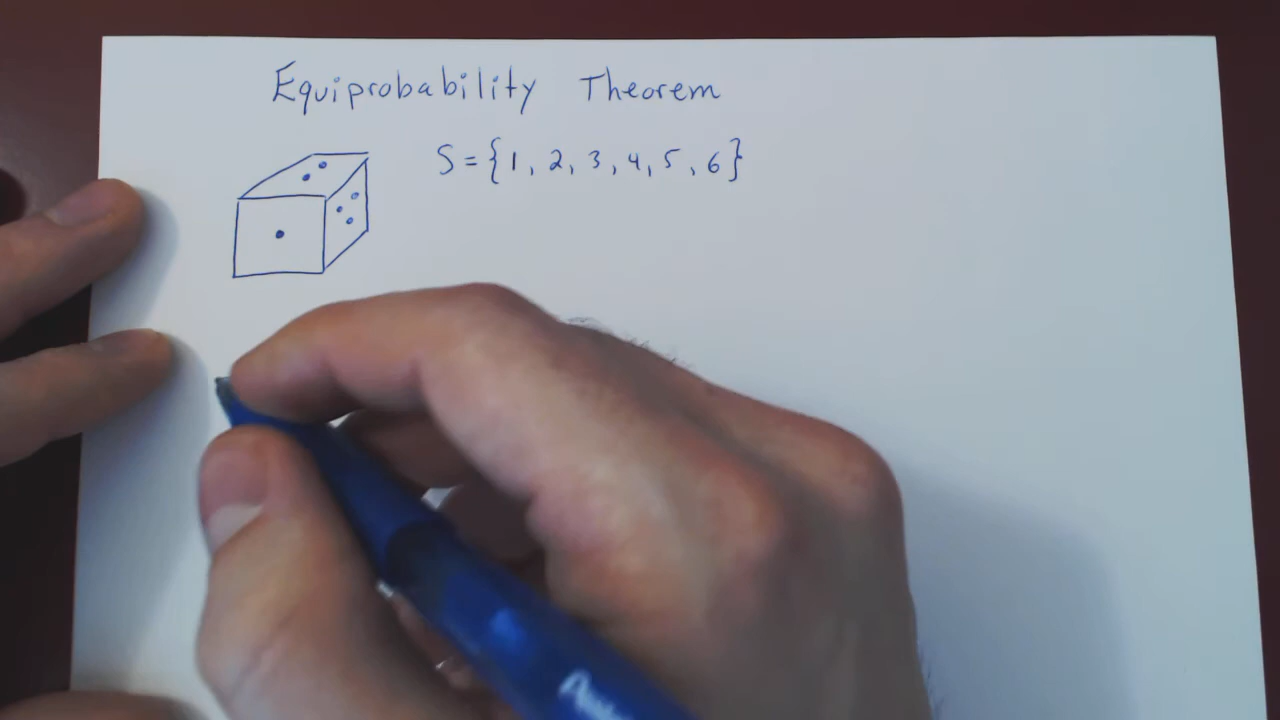 Equiprobability Theorem
S = {1, 2, 3, 4, 5, 6}